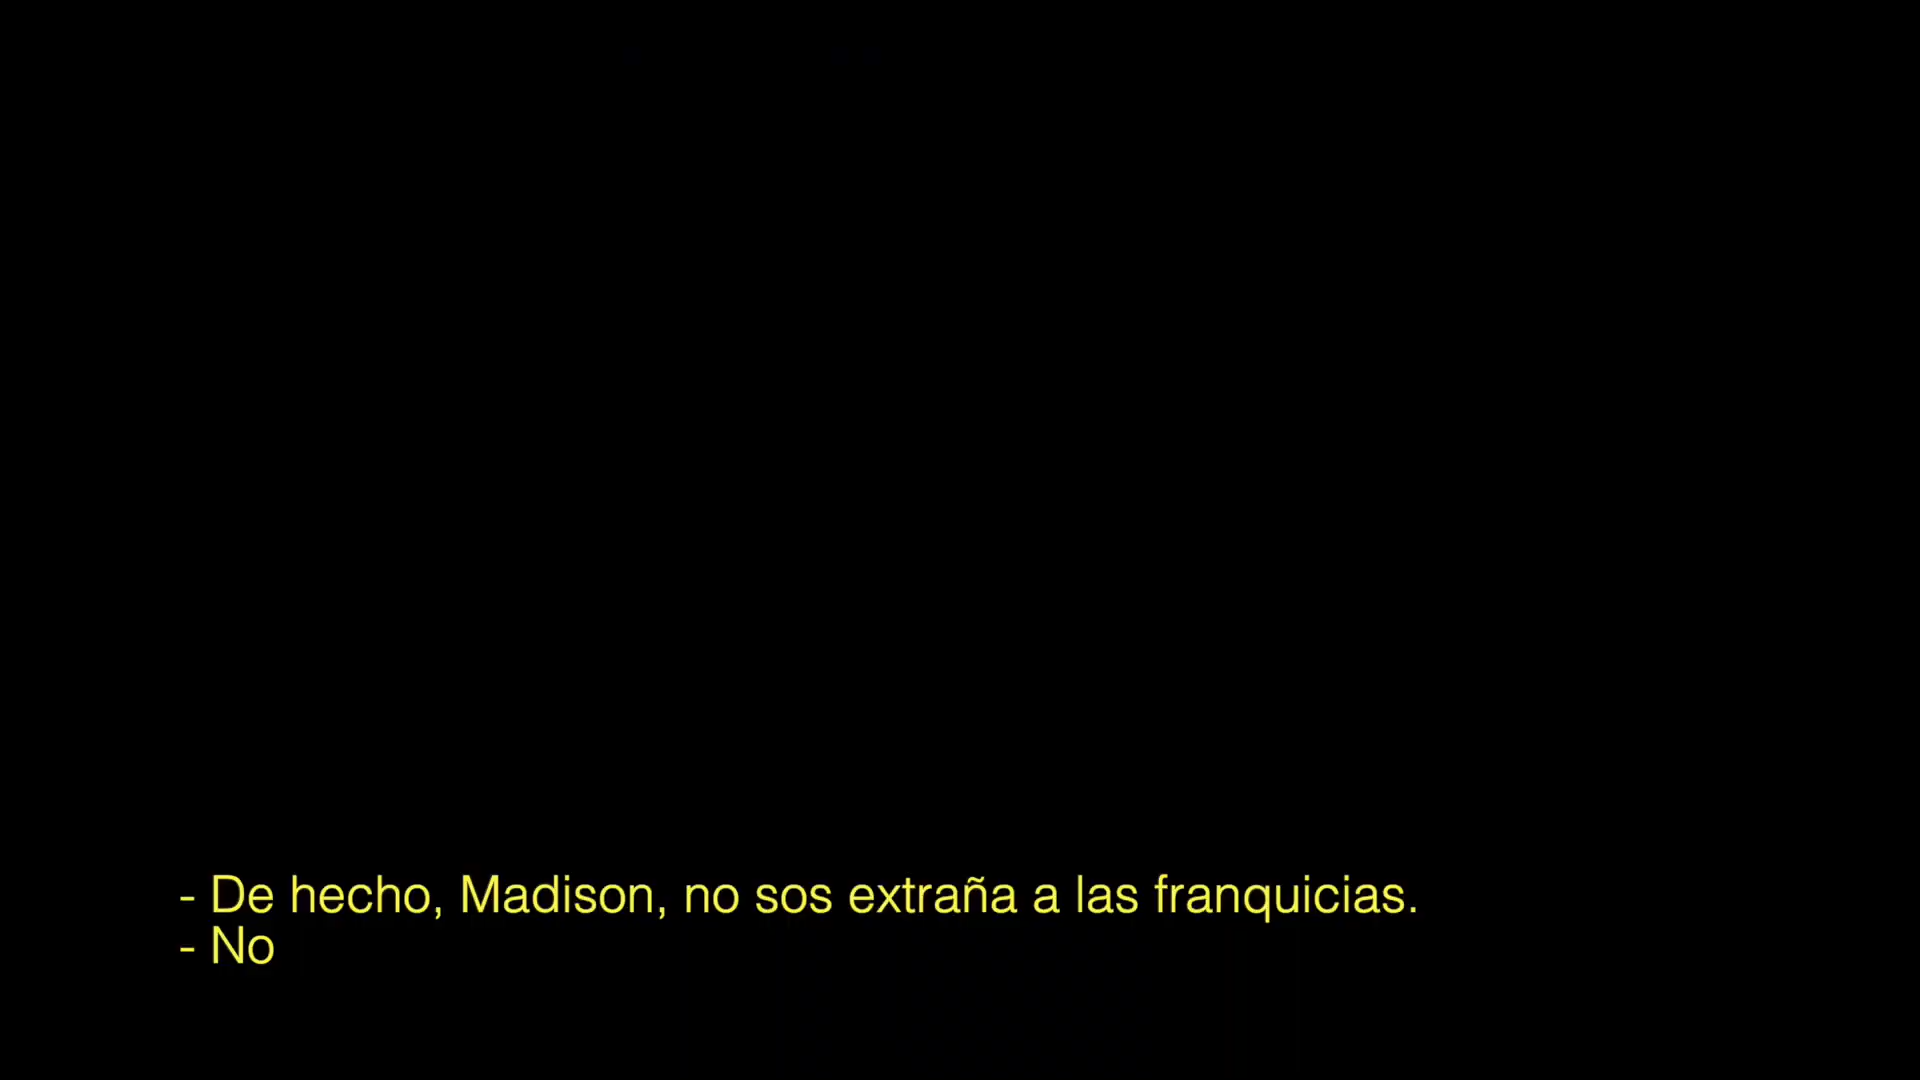 - De hecho, Madison, no sos extraña a las franquicias.
- No